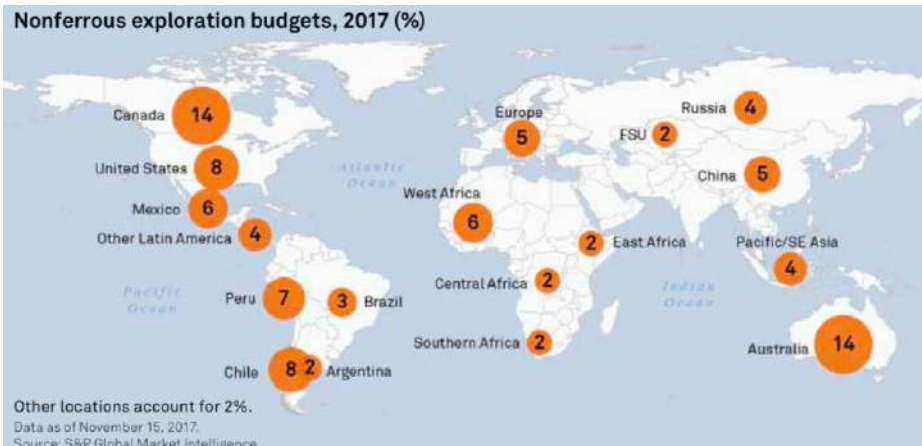 Nonferrous exploration budgets, 2017 (%)
Canada 14
United States 8
Mexico 6
Other Latin America 4
Peru 7
3 Brazil
Chile 8 2 Argentina
Atlantic
Ocean
Pacific
Ocean
Europe
5
West Africa
6
2 East Africa
Central Africa 2
Southern Africa 2
Russia 4
FSU 2
China 5
Pacific/SE Asia
4
Indian
Ocean
Australia 14
Other locations account for 2%.
Data as of November 15, 2017.
Source: S&P Global Market Intelligence.